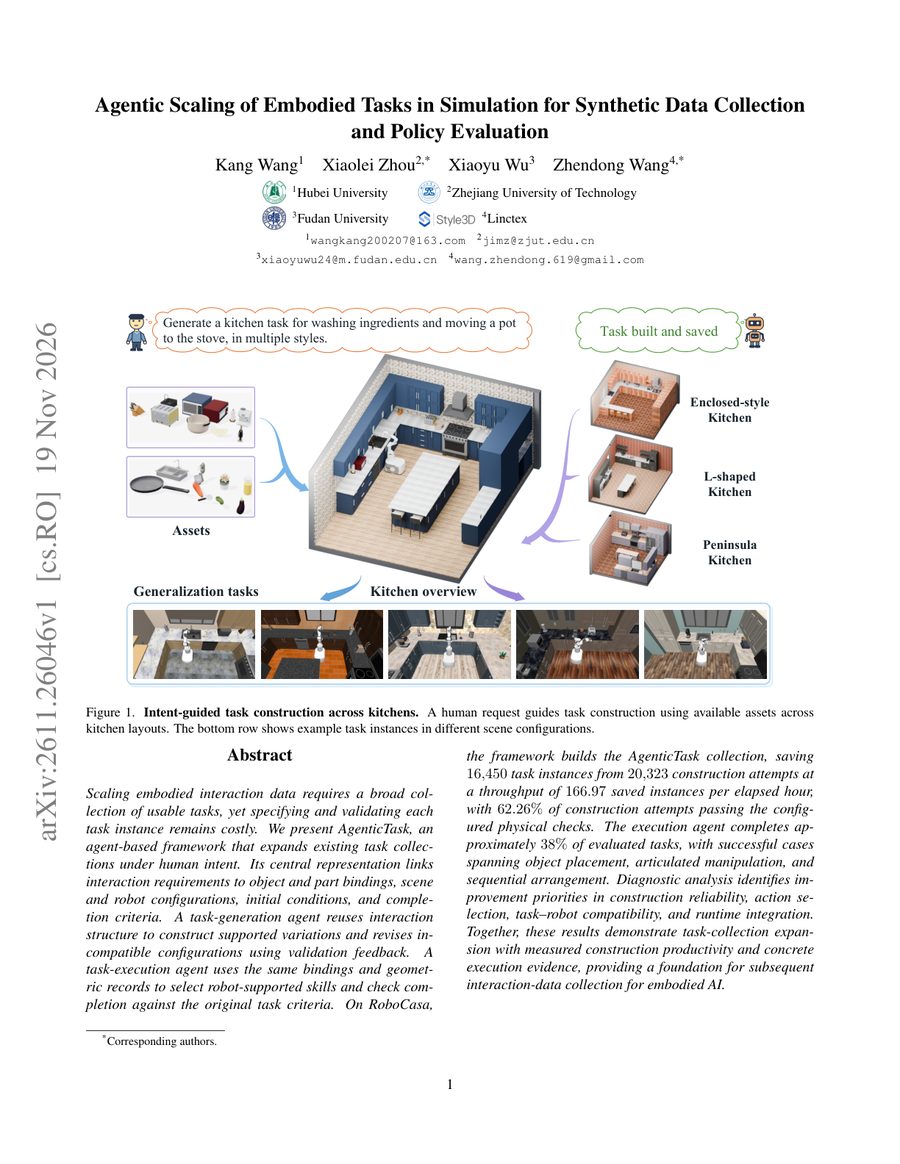 Agentic Scaling of Embodied Tasks in Simulation for Synthetic Data Collection
and Policy Evaluation
Kang Wang1 Xiaolei Zhou2,* Xiaoyu Wu3 Zhendong Wang4,*
1Hubei University 2Zhejiang University of Technology
3Fudan University Style3D 4Linctex
1wangkang200207@163.com 2jimz@zjut.edu.cn
3xiaoyuwu24@m.fudan.edu.cn 4wang.zhendong.619@gmail.com
arXiv:2611.26046v1 [cs.RO] 19 Nov 2026
Generate a kitchen task for washing ingredients and moving a pot
to the stove, in multiple styles.
Task built and saved
Assets
Enclosed-style
Kitchen
L-shaped
Kitchen
Peninsula
Kitchen
Generalization tasks
Kitchen overview
Figure 1. Intent-guided task construction across kitchens. A human request guides task construction using available assets across
kitchen layouts. The bottom row shows example task instances in different scene configurations.
Abstract
Scaling embodied interaction data requires a broad col-
lection of usable tasks, yet specifying and validating each
task instance remains costly. We present AgenticTask, an
agent-based framework that expands existing task collec-
tions under human intent. Its central representation links
interaction requirements to object and part bindings, scene
and robot configurations, initial conditions, and comple-
tion criteria. A task-generation agent reuses interaction
structure to construct supported variations and revises in-
compatible configurations using validation feedback. A
task-execution agent uses the same bindings and geomet-
ric records to select robot-supported skills and check com-
pletion against the original task criteria. On RoboCasa,
the framework builds the AgenticTask collection, saving
16,450 task instances from 20,323 construction attempts at
a throughput of 166.97 saved instances per elapsed hour,
with 62.26% of construction attempts passing the config-
ured physical checks. The execution agent completes ap-
proximately 38% of evaluated tasks, with successful cases
spanning object placement, articulated manipulation, and
sequential arrangement. Diagnostic analysis identifies im-
provement priorities in construction reliability, action se-
lection, task–robot compatibility, and runtime integration.
Together, these results demonstrate task-collection expan-
sion with measured construction productivity and concrete
execution evidence, providing a foundation for subsequent
interaction-data collection for embodied AI.
*Corresponding authors.
1